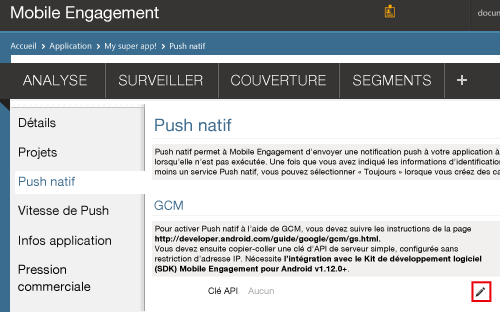 Mobile Engagement
docum
Accueil > Application > My super app! > Push natif
ANALYSE SURVEILLER COUVERTURE SEGMENTS +
Détails
Projets
Push natif
Vitesse de Push
Infos application
Pression
commerciale
Push natif
Push natif permet à Mobile Engagement d'envoyer une notification push à votre application à
lorsqu'elle n'est pas exécutée. Une fois que vous avez indiqué les informations d'identification
moins un service Push natif, vous pouvez sélectionner « Toujours » lorsque vous créez des ca
GCM
Pour activer Push natif à l'aide de GCM, vous devez suivre les instructions de la page
http://developer.android.com/guide/google/gcm/gs.html.
Vous devez ensuite copier-coller une clé d'API de serveur simple, configurée sans
restriction d'adresse IP. Nécessite l'intégration avec le Kit de développement logiciel
(SDK) Mobile Engagement pour Android v1.12.0+.
Clé API Aucun